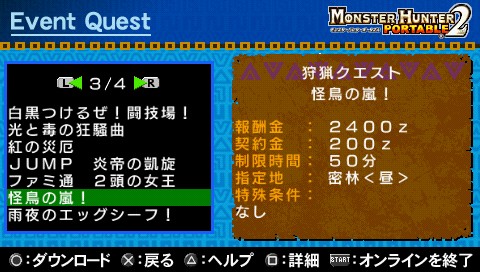 Event Quest
MONSTER HUNTER
PORTABLE 2
L 3/4 R
白黒つけるぜ！闘技場！
光と毒の狂騒曲
紅の災厄
ＪＵＭＰ　炎帝の凱旋
ファミ通　２頭の女王
怪鳥の嵐！
雨夜のエッグシーフ！
狩猟クエスト
怪鳥の嵐！
報酬金　：　２４００ｚ
契約金　：　２００ｚ
制限時間：　５０分
指定地　：　密林＜昼＞
特殊条件：
なし
○:ダウンロード　×:戻る　△:ヘルプ　□:詳細　START:オンラインを終了